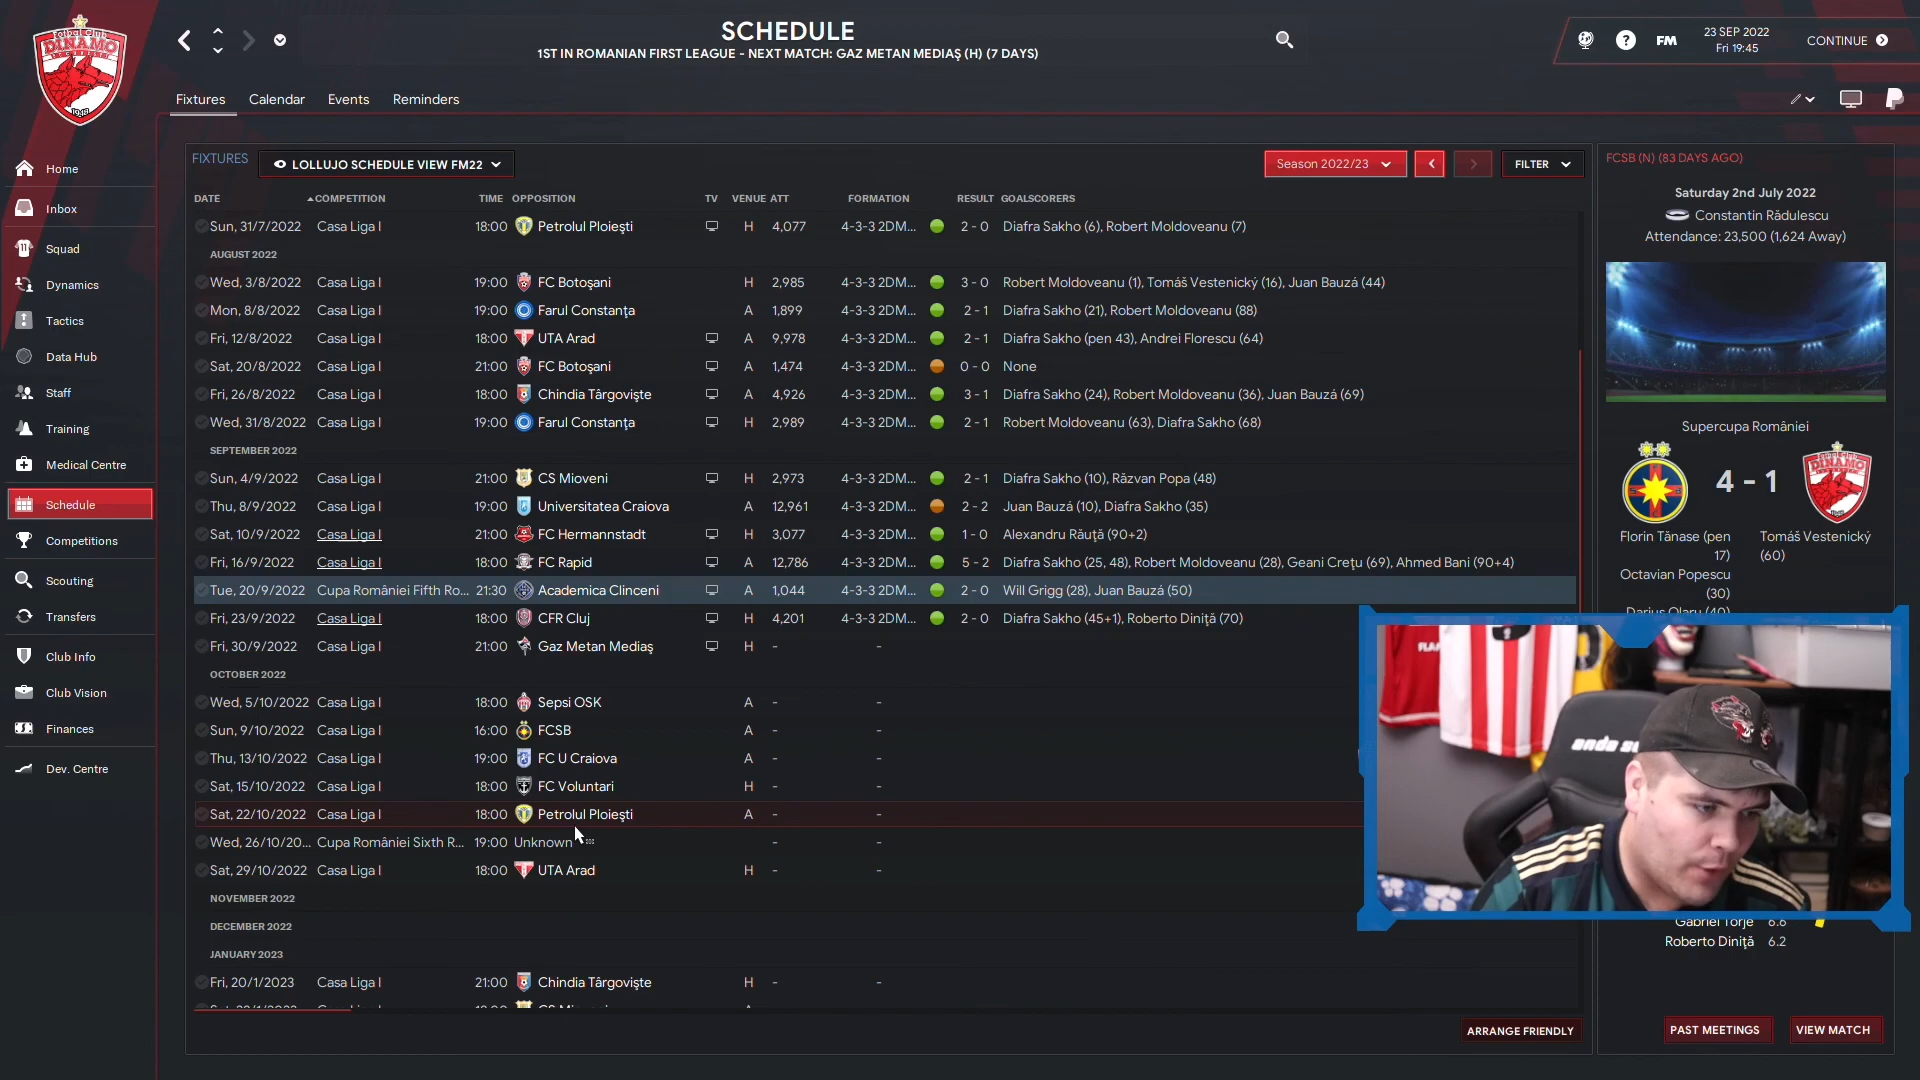 SCHEDULE
1ST IN ROMANIAN FIRST LEAGUE - NEXT MATCH: GAZ METAN MEDIAȘ (H) (7 DAYS)
FM
23 SEP 2022
Fri 19:45
CONTINUE
DINAMO
1948
Fixtures Calendar Events Reminders
Home
Inbox
Squad
Dynamics
Tactics
Data Hub
Staff
Training
Medical Centre
Schedule
Competitions
Scouting
Transfers
Club Info
Club Vision
Finances
Dev. Centre
FIXTURES LOLLUJO SCHEDULE VIEW FM22 Season 2022/23 FILTER
DATE COMPETITION TIME OPPOSITION TV VENUE ATT FORMATION RESULT GOALSCORERS
Sun, 31/7/2022 Casa Liga I 18:00 Petrolul Ploiești H 4,077 4-3-3 2DM... 2 - 0 Diafra Sakho (6), Robert Moldoveanu (7)
AUGUST 2022
Wed, 3/8/2022 Casa Liga I 19:00 FC Botoșani H 2,985 4-3-3 2DM... 3 - 0 Robert Moldoveanu (1), Tomáš Vestenický (16), Juan Bauzá (44)
Mon, 8/8/2022 Casa Liga I 19:00 Farul Constanța A 1,899 4-3-3 2DM... 2 - 1 Diafra Sakho (21), Robert Moldoveanu (88)
Fri, 12/8/2022 Casa Liga I 18:00 UTA Arad A 9,978 4-3-3 2DM... 2 - 1 Diafra Sakho (pen 43), Andrei Florescu (64)
Sat, 20/8/2022 Casa Liga I 21:00 FC Botoșani A 1,474 4-3-3 2DM... 0 - 0 None
Fri, 26/8/2022 Casa Liga I 18:00 Chindia Târgoviște A 4,926 4-3-3 2DM... 3 - 1 Diafra Sakho (24), Robert Moldoveanu (36), Juan Bauzá (69)
Wed, 31/8/2022 Casa Liga I 19:00 Farul Constanța H 2,989 4-3-3 2DM... 2 - 1 Robert Moldoveanu (63), Diafra Sakho (68)
SEPTEMBER 2022
Sun, 4/9/2022 Casa Liga I 21:00 CS Mioveni H 2,973 4-3-3 2DM... 2 - 1 Diafra Sakho (10), Răzvan Popa (48)
Thu, 8/9/2022 Casa Liga I 19:00 Universitatea Craiova A 12,961 4-3-3 2DM... 2 - 2 Juan Bauzá (10), Diafra Sakho (35)
Sat, 10/9/2022 Casa Liga I 21:00 FC Hermannstadt H 3,077 4-3-3 2DM... 1 - 0 Alexandru Răuță (90+2)
Fri, 16/9/2022 Casa Liga I 18:00 FC Rapid A 12,786 4-3-3 2DM... 5 - 2 Diafra Sakho (25, 48), Robert Moldoveanu (28), Geani Crețu (69), Ahmed Bani (90+4)
Tue, 20/9/2022 Cupa României Fifth Ro... 21:30 Academica Clinceni A 1,044 4-3-3 2DM... 2 - 0 Will Grigg (28), Juan Bauzá (50)
Fri, 23/9/2022 Casa Liga I 18:00 CFR Cluj H 4,201 4-3-3 2DM... 2 - 0 Diafra Sakho (45+1), Roberto Diniță (70)
Fri, 30/9/2022 Casa Liga I 21:00 Gaz Metan Mediaș H - -
OCTOBER 2022
Wed, 5/10/2022 Casa Liga I 18:00 Sepsi OSK A - -
Sun, 9/10/2022 Casa Liga I 16:00 FCSB A - -
Thu, 13/10/2022 Casa Liga I 19:00 FC U Craiova A - -
Sat, 15/10/2022 Casa Liga I 18:00 FC Voluntari H - -
Sat, 22/10/2022 Casa Liga I 18:00 Petrolul Ploiești A - -
Wed, 26/10/20... Cupa României Sixth R... 19:00 Unknown - -
Sat, 29/10/2022 Casa Liga I 18:00 UTA Arad H - -
NOVEMBER 2022
DECEMBER 2022
JANUARY 2023
Fri, 20/1/2023 Casa Liga I 21:00 Chindia Târgoviște H - -
ARRANGE FRIENDLY
FCSB (N) (83 DAYS AGO)
Saturday 2nd July 2022
Constantin Rădulescu
Attendance: 23,500 (1,624 Away)
Supercupa României
4 - 1
DINAMO
Florin Tănase (pen 17)
Tomáš Vestenický (60)
Octavian Popescu (30)
Darius Olaru (40)
Gabriel Torje 6.6
Roberto Diniță 6.2
PAST MEETINGS VIEW MATCH